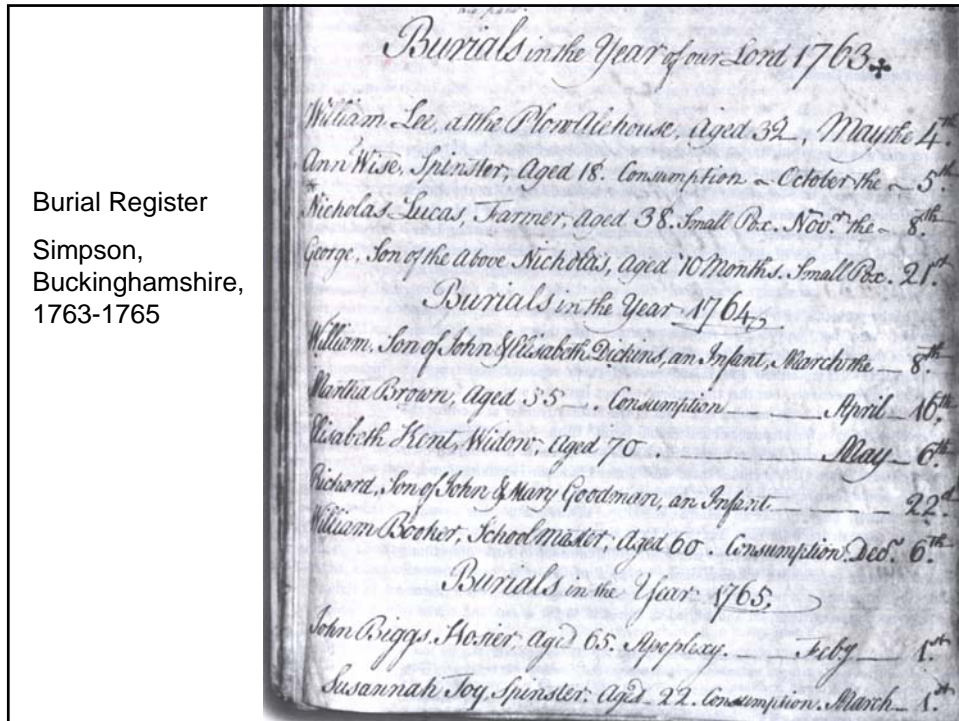 Burial Register
Simpson,
Buckinghamshire,
1763-1765
Burials in the Year of our Lord 1763
William Lee, at the Plow Alehouse, Aged 32, May the 4th
Ann Wise, Spinster, Aged 18. Consumption October the 5th
Nicholas Lucas, Farmer, aged 38. Small Pox. Novr the 8th
George, Son of the above Nicholas, aged 10 Months. Small Pox. 21st
Burials in the Year 1764
William, Son of John & Elisabeth Dickins, an Infant, March the 8th
Martha Brown, Aged 35. Consumption April 16th
Elisabeth Kent, Widow, Aged 70. May 6th
Richard, Son of John & Mary Goodman, an Infant 22d
William Booher, Schoolmaster, aged 60. Consumption. Decr 6th
Burials in the Year 1765.
John Biggs, Hosier, aged 65. Apoplexy. Feby 1st
Susannah Joy, Spinster, Aged 22. Consumption. March 1st